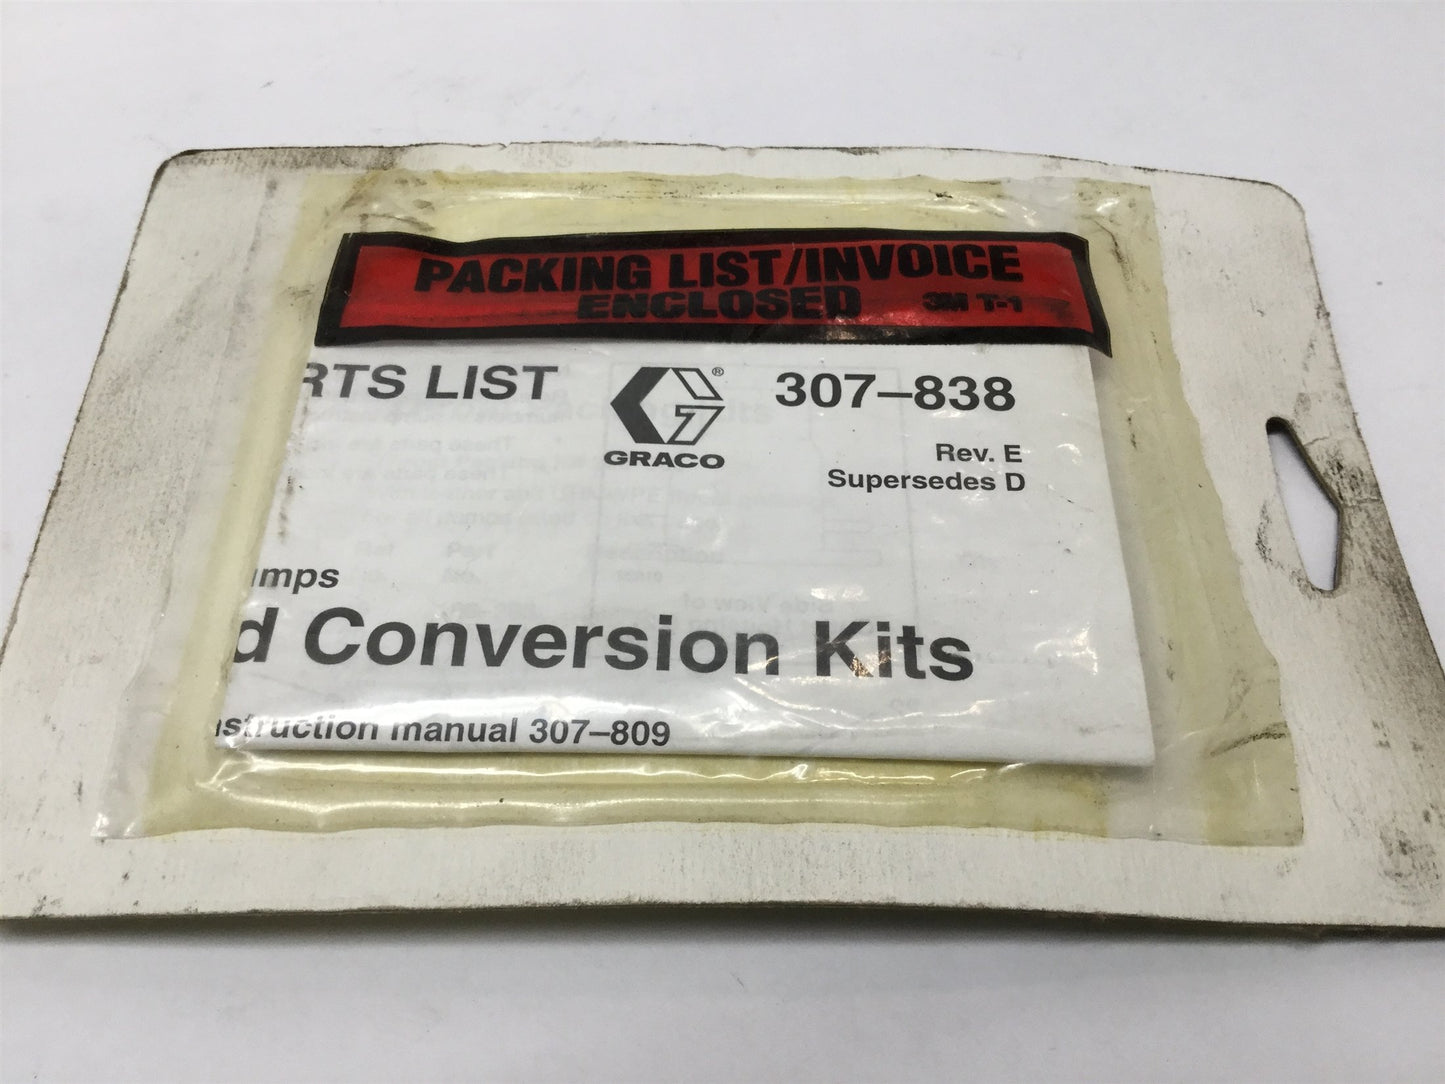 PACKING LIST/INVOICE
ENCLOSED 3M T-1
RTS LIST
®
GRACO
307–838
Rev. E
Supersedes D
umps
d Conversion Kits
nstruction manual 307–809